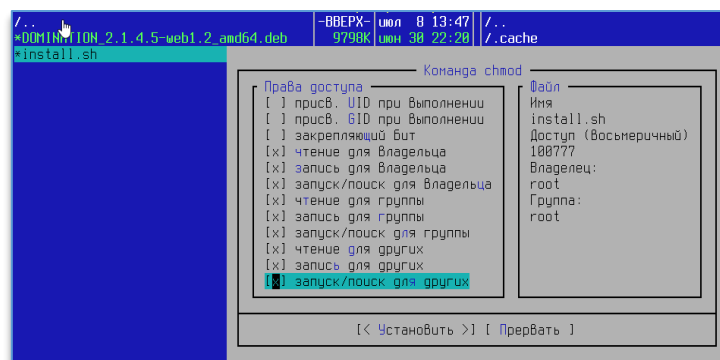 /.. -ВВЕРХ- июл 8 13:47 /..
*DOMINATION_2.1.4.5-web1.2_amd64.deb 9798K июн 30 22:20 /.cache
*install.sh
Команда chmod
Права доступа
[ ] присв. UID при выполнении
[ ] присв. GID при выполнении
[ ] закрепляющий бит
[x] чтение для владельца
[x] запись для владельца
[x] запуск/поиск для владельца
[x] чтение для группы
[x] запись для группы
[x] запуск/поиск для группы
[x] чтение для других
[x] запись для других
[x] запуск/поиск для других
Файл
Имя
install.sh
Доступ (восьмеричный)
100777
Владелец:
root
Группа:
root
[< Установить >] [ Прервать ]